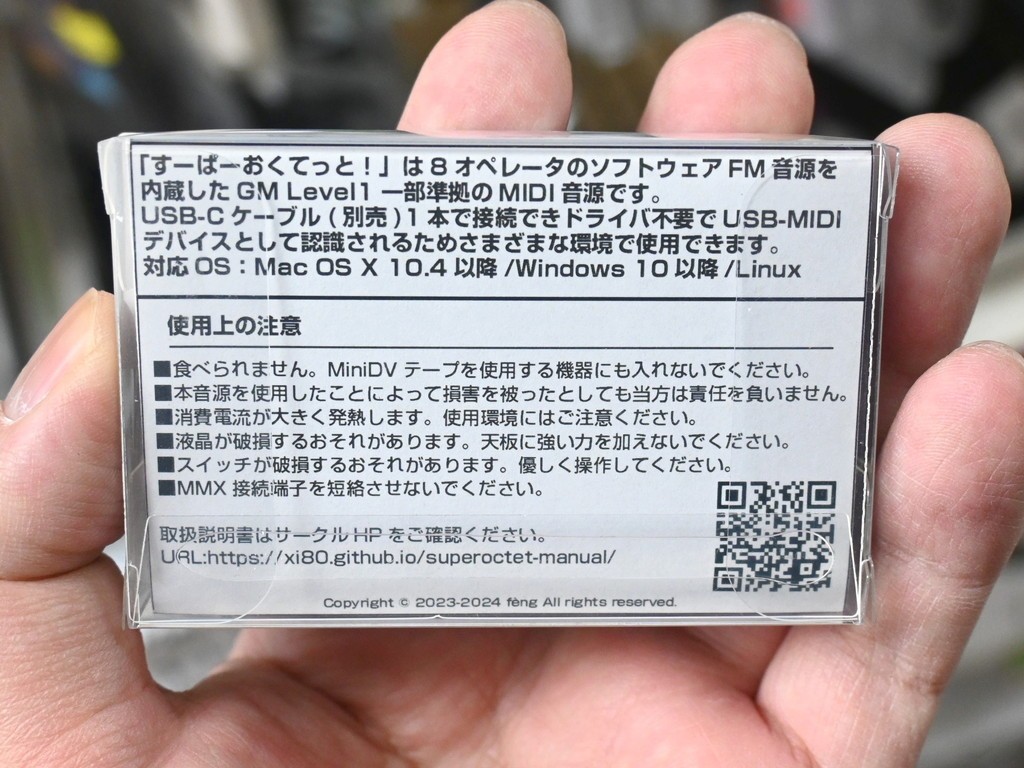 「すーぱーおくてっと！」は 8 オペレータのソフトウェア FM 音源を
内蔵した GM Level1 一部準拠の MIDI 音源です。
USB-C ケーブル ( 別売 ) 1 本で接続できドライバ不要で USB-MIDI
デバイスとして認識されるためさまざまな環境で使用できます。
対応 OS : Mac OS X 10.4 以降 /Windows 10 以降 /Linux
使用上の注意
■食べられません。MiniDV テープを使用する機器にも入れないでください。
■本音源を使用したことによって損害を被ったとしても当方は責任を負いません。
■消費電流が大きく発熱します。使用環境にはご注意ください。
■液晶が破損するおそれがあります。天板に強い力を加えないでください。
■スイッチが破損するおそれがあります。優しく操作してください。
■MMX 接続端子を短絡させないでください。
取扱説明書はサークル HP をご確認ください。
URL:https://xi80.github.io/superoctet-manual/
Copyright © 2023-2024 fèng All rights reserved.